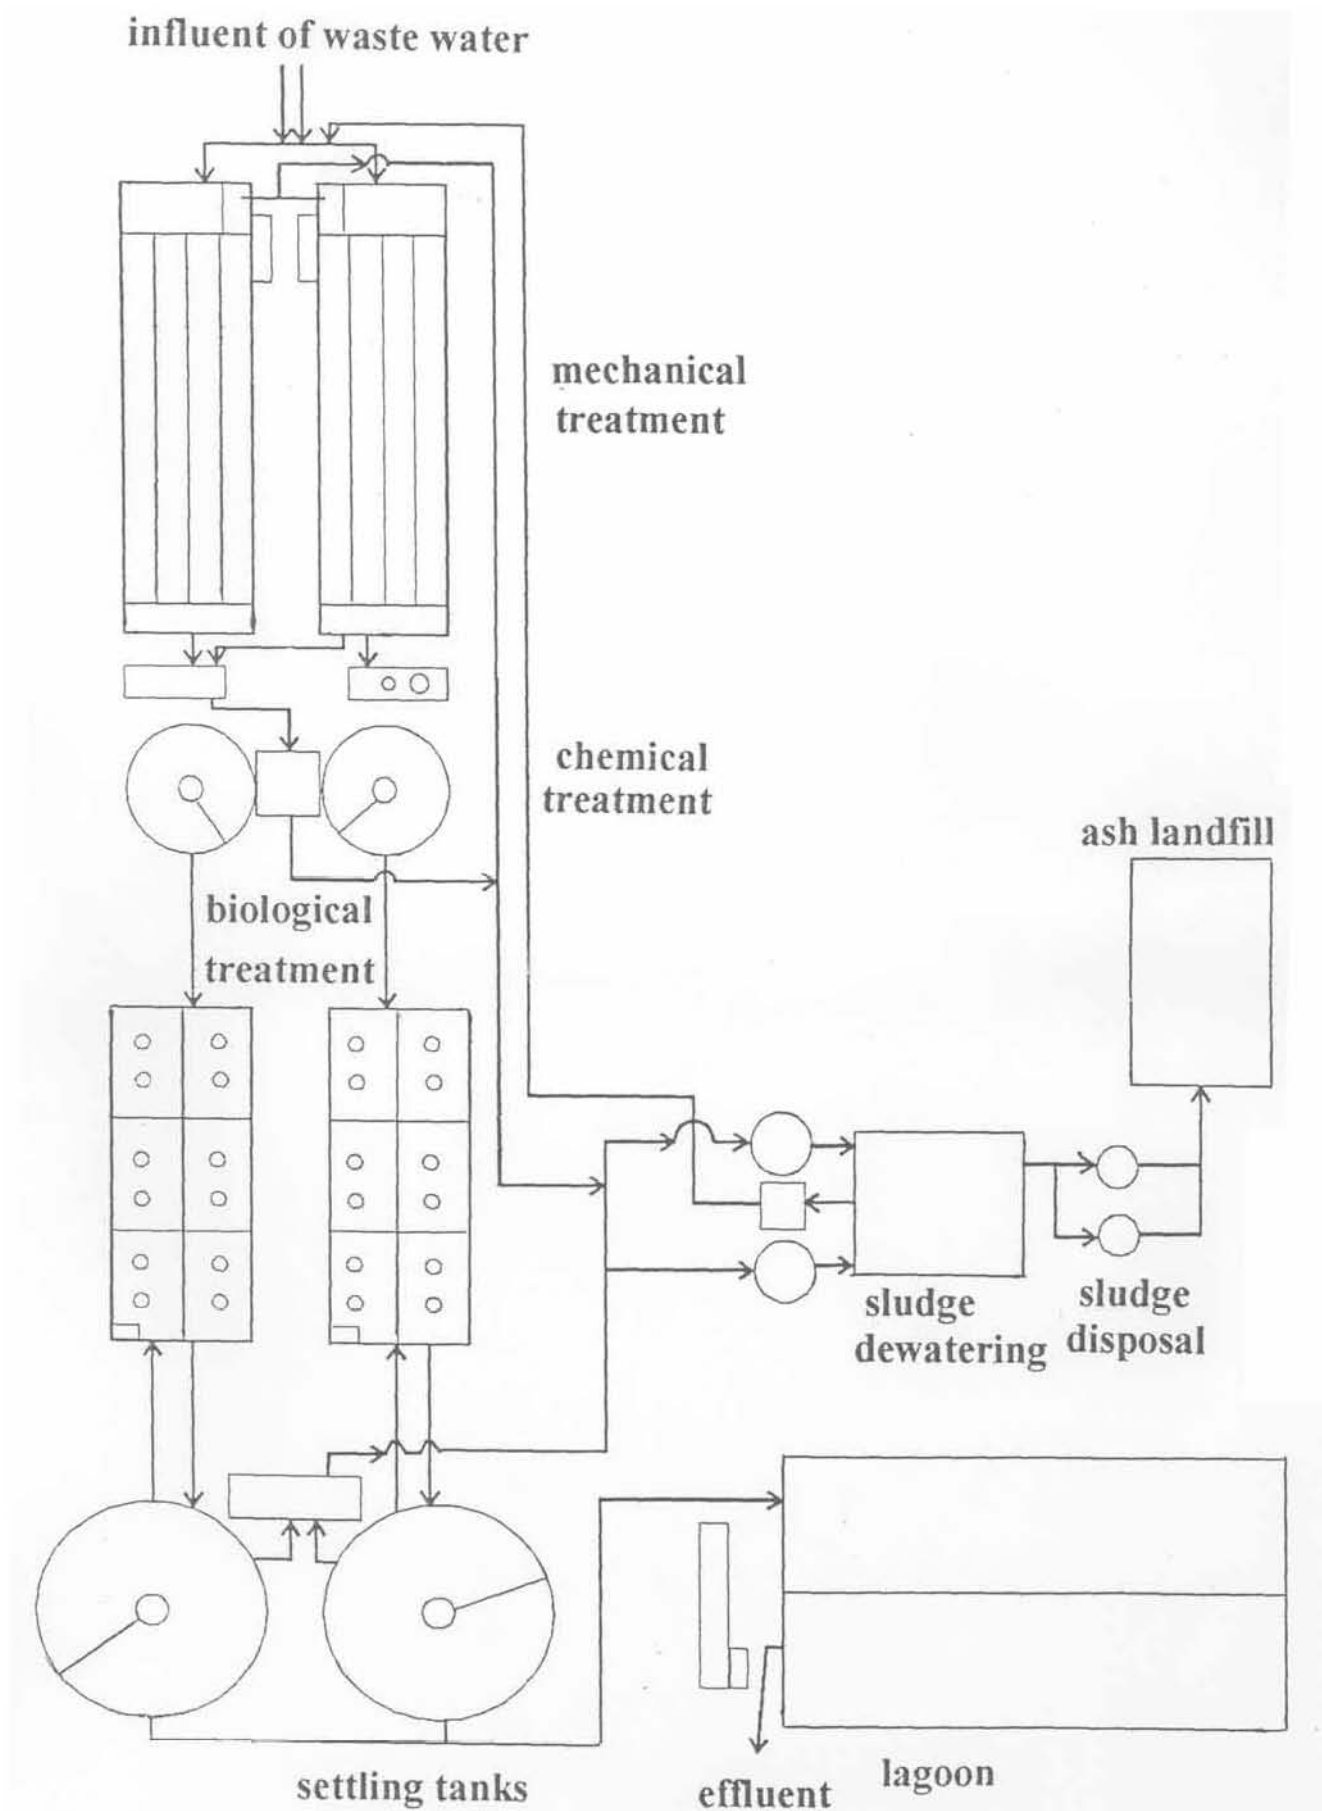 influent of waste water
mechanical
treatment
chemical
treatment
ash landfill
biological
treatment
sludge
dewatering
sludge
disposal
settling tanks
effluent
lagoon